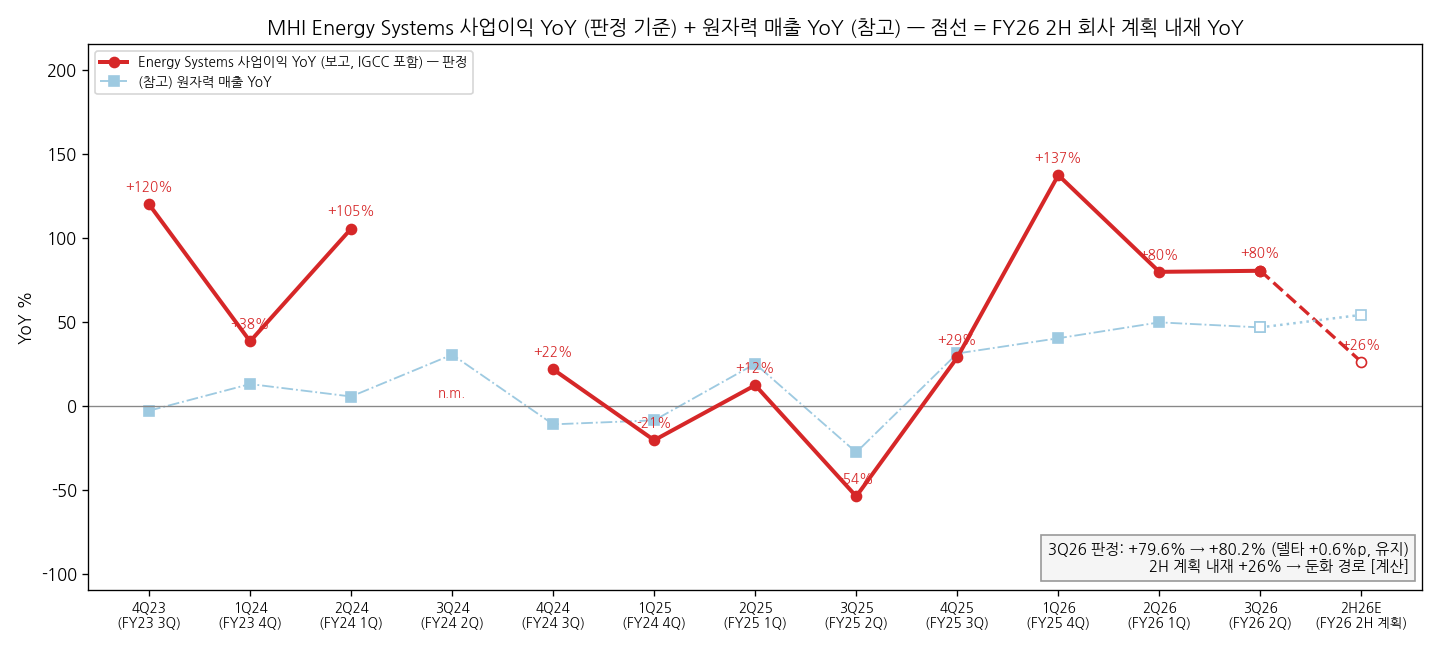 MHI Energy Systems 사업이익 YoY (판정 기준) + 원자력 매출 YoY (참고) — 점선 = FY26 2H 회사 계획 내재 YoY
Energy Systems 사업이익 YoY (보고, IGCC 포함) — 판정
(참고) 원자력 매출 YoY
YoY %
200
150
100
50
0
-50
-100
+120%
+38%
+105%
n.m.
+22%
-21%
+12%
-54%
+29%
+137%
+80%
+80%
+26%
3Q26 판정: +79.6% → +80.2% (델타 +0.6%p, 유지)
2H 계획 내재 +26% → 둔화 경로 [계산]
4Q23 1Q24 2Q24 3Q24 4Q24 1Q25 2Q25 3Q25 4Q25 1Q26 2Q26 3Q26 2H26E
(FY23 3Q) (FY23 4Q) (FY24 1Q) (FY24 2Q) (FY24 3Q) (FY24 4Q) (FY25 1Q) (FY25 2Q) (FY25 3Q) (FY25 4Q) (FY26 1Q) (FY26 2Q) (FY26 2H 계획)